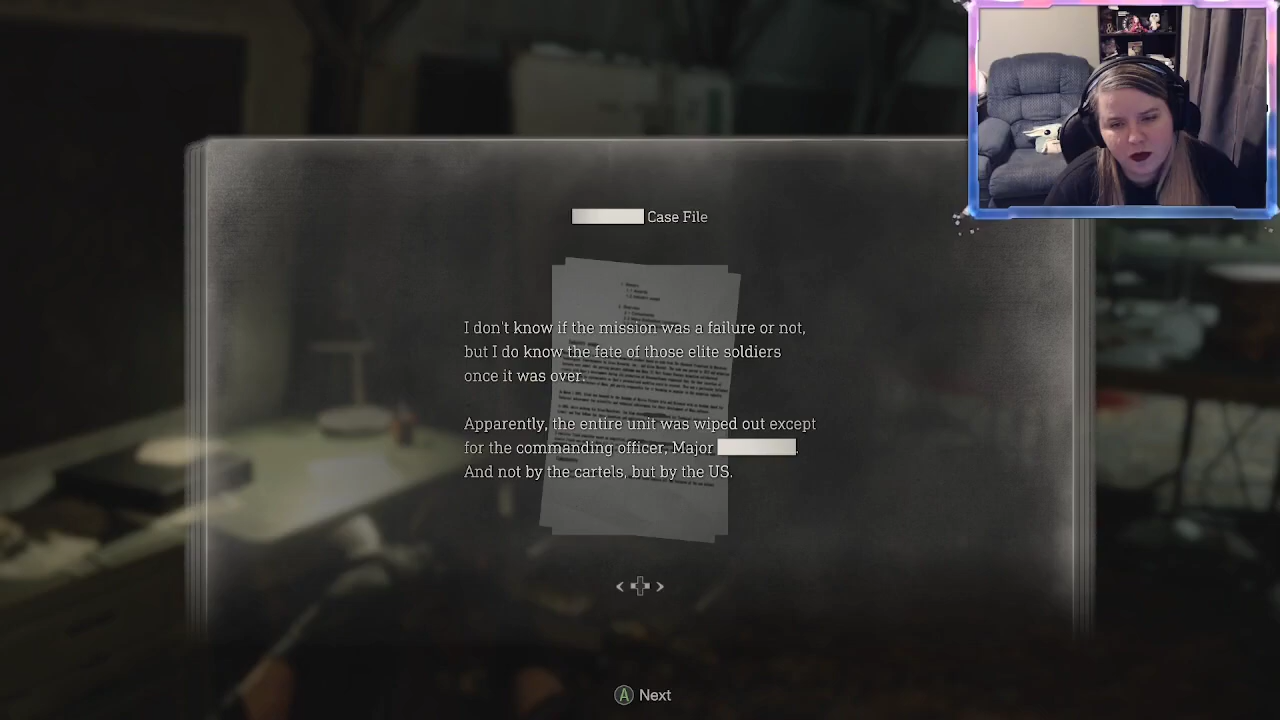 Case File
I don't know if the mission was a failure or not,
but I do know the fate of those elite soldiers
once it was over.
Apparently, the entire unit was wiped out except
for the commanding officer, Major
And not by the cartels, but by the US.
A Next